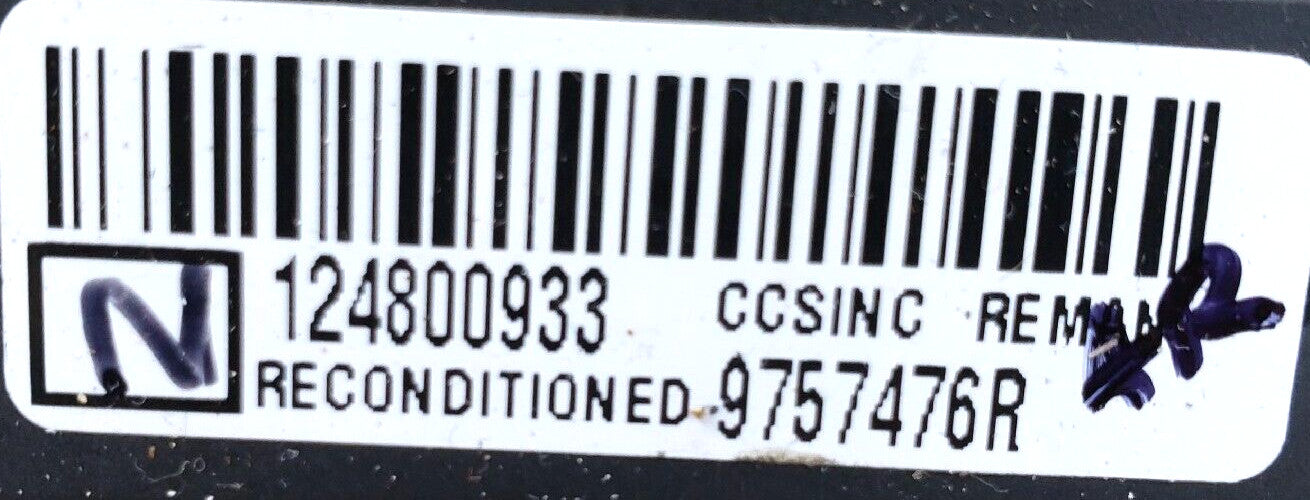 N 124800933 CCSINC REMAN
RECONDITIONED 9757476R